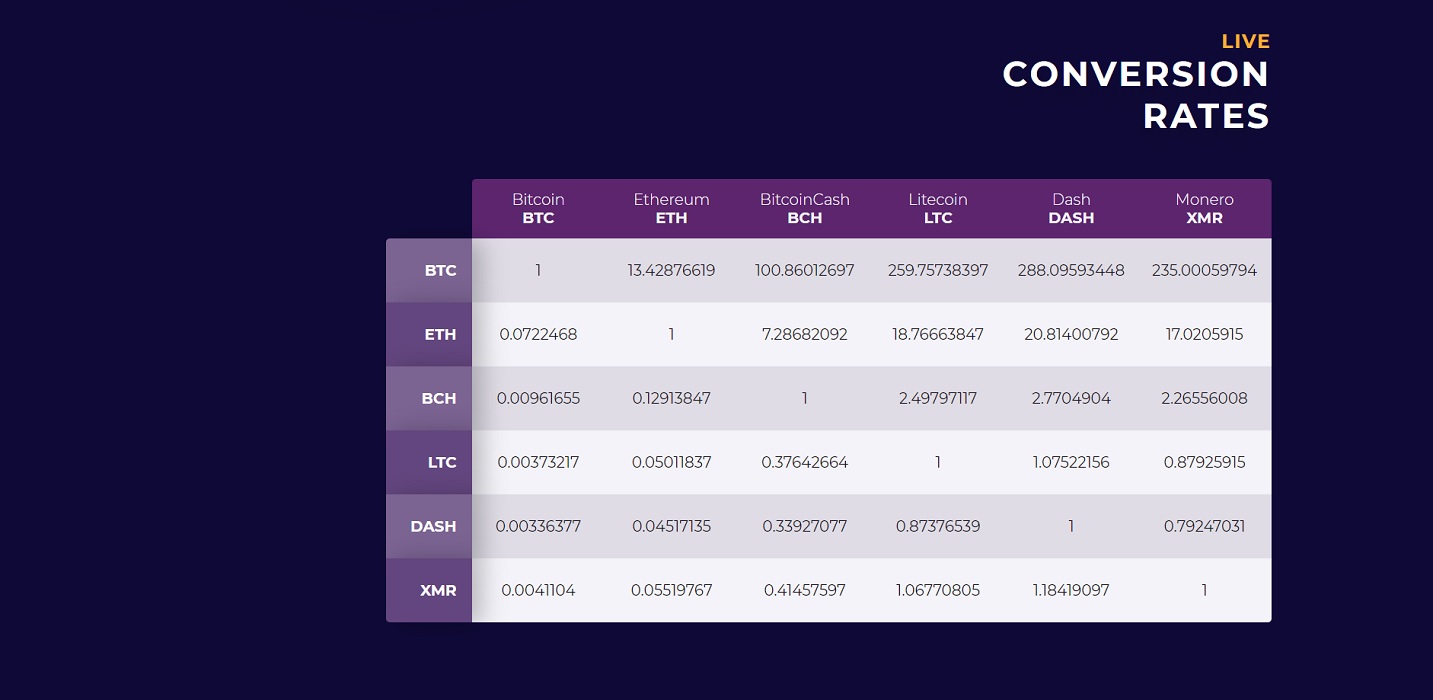 LIVE
CONVERSION
RATES
Bitcoin Ethereum BitcoinCash Litecoin Dash Monero
BTC ETH BCH LTC DASH XMR
BTC 1 13.42876619 100.86012697 259.75738397 288.09593448 235.00059794
ETH 0.0722468 1 7.28682092 18.76663847 20.81400792 17.0205915
BCH 0.00961655 0.12913847 1 2.49797117 2.7704904 2.26556008
LTC 0.00373217 0.05011837 0.37642664 1 1.07522156 0.87925915
DASH 0.00336377 0.04517135 0.33927077 0.87376539 1 0.79247031
XMR 0.0041104 0.05519767 0.41457597 1.06770805 1.18419097 1